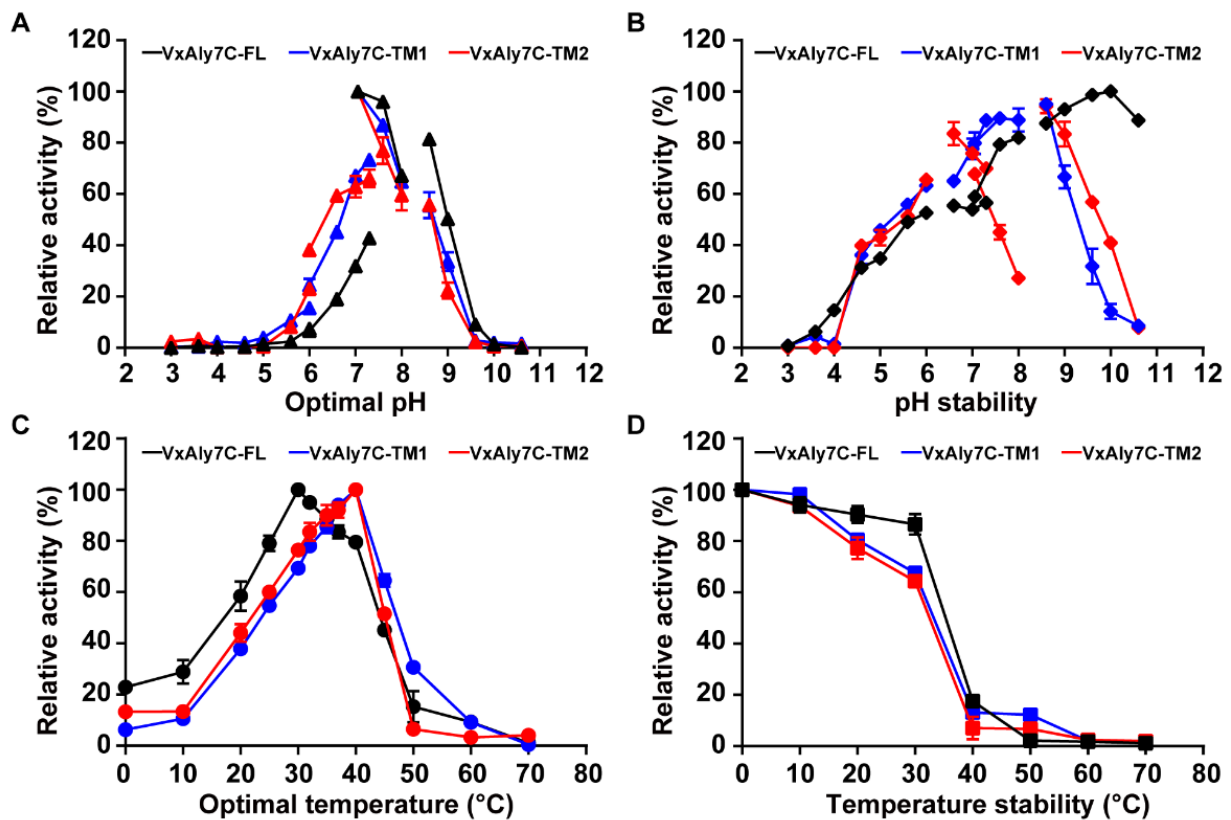 A
120
100
80
60
40
20
0
Relative activity (%)
VxAly7C-FL VxAly7C-TM1 VxAly7C-TM2
2 3 4 5 6 7 8 9 10 11 12
Optimal pH
B
120
100
80
60
40
20
0
Relative activity (%)
VxAly7C-FL VxAly7C-TM1 VxAly7C-TM2
2 3 4 5 6 7 8 9 10 11 12
pH stability
C
120
100
80
60
40
20
0
Relative activity (%)
VxAly7C-FL VxAly7C-TM1 VxAly7C-TM2
0 10 20 30 40 50 60 70 80
Optimal temperature (°C)
D
120
100
80
60
40
20
0
Relative activity (%)
VxAly7C-FL VxAly7C-TM1 VxAly7C-TM2
0 10 20 30 40 50 60 70 80
Temperature stability (°C)